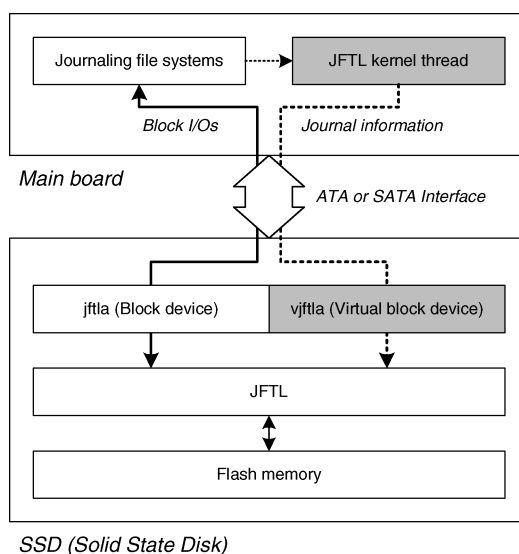 Journaling file systems
JFTL kernel thread
Block I/Os
Journal information
Main board
ATA or SATA Interface
jftla (Block device)
vjftla (Virtual block device)
JFTL
Flash memory
SSD (Solid State Disk)